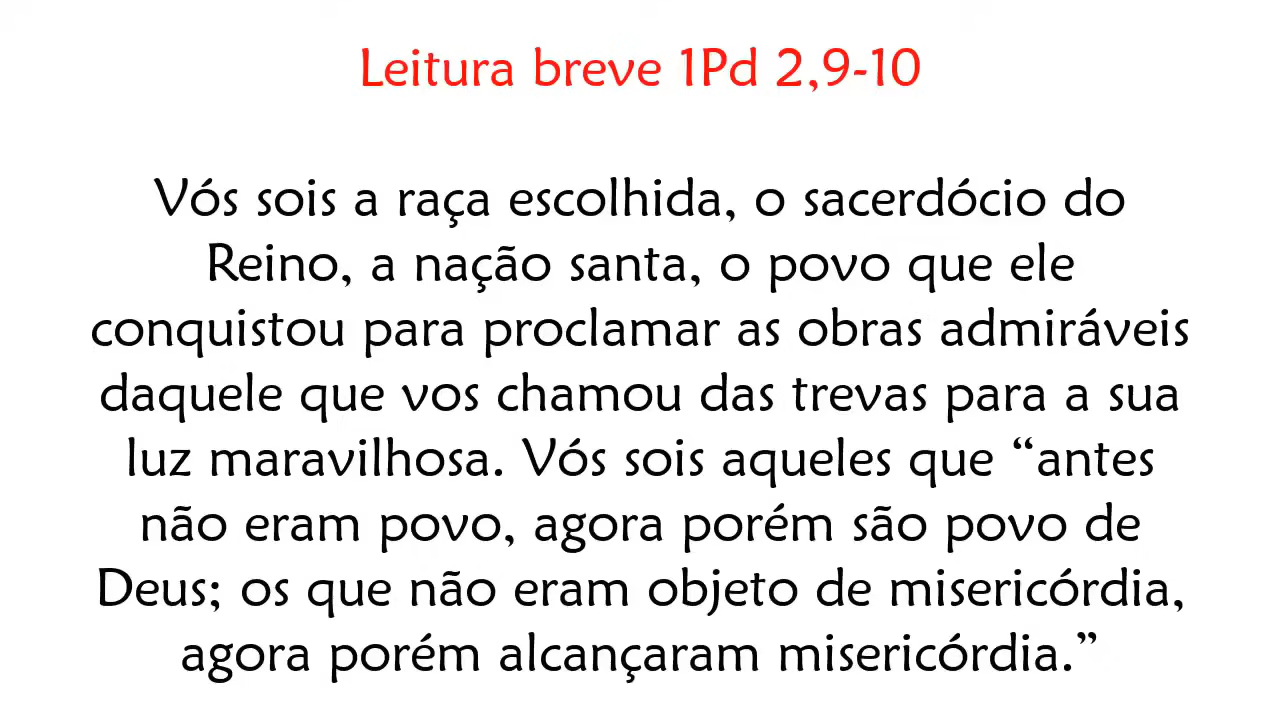 Leitura breve 1Pd 2,9-10
Vós sois a raça escolhida, o sacerdócio do
Reino, a nação santa, o povo que ele
conquistou para proclamar as obras admiráveis
daquele que vos chamou das trevas para a sua
luz maravilhosa. Vós sois aqueles que “antes
não eram povo, agora porém são povo de
Deus; os que não eram objeto de misericórdia,
agora porém alcançaram misericórdia.”